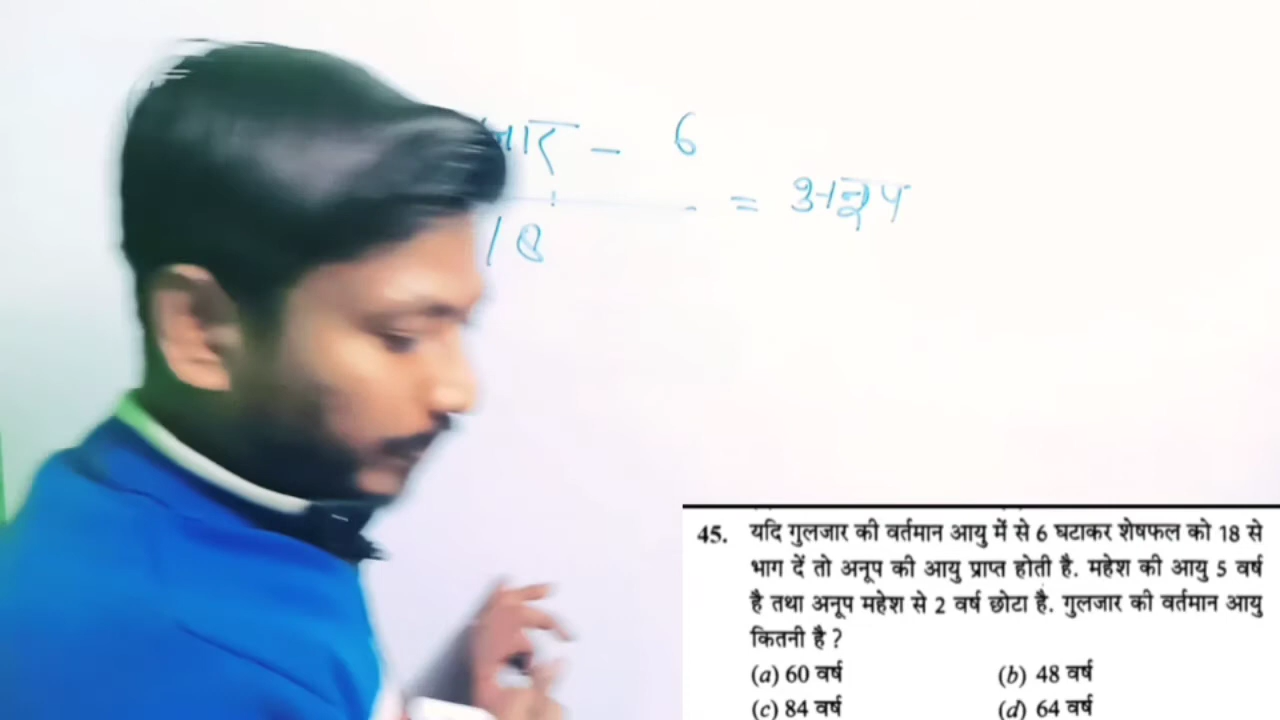 जार - 6
18 = अनूप
45. यदि गुलजार की वर्तमान आयु में से 6 घटाकर शेषफल को 18 से
भाग दें तो अनूप की आयु प्राप्त होती है. महेश की आयु 5 वर्ष
है तथा अनूप महेश से 2 वर्ष छोटा है. गुलजार की वर्तमान आयु
कितनी है ?
(a) 60 वर्ष (b) 48 वर्ष
(c) 84 वर्ष (d) 64 वर्ष